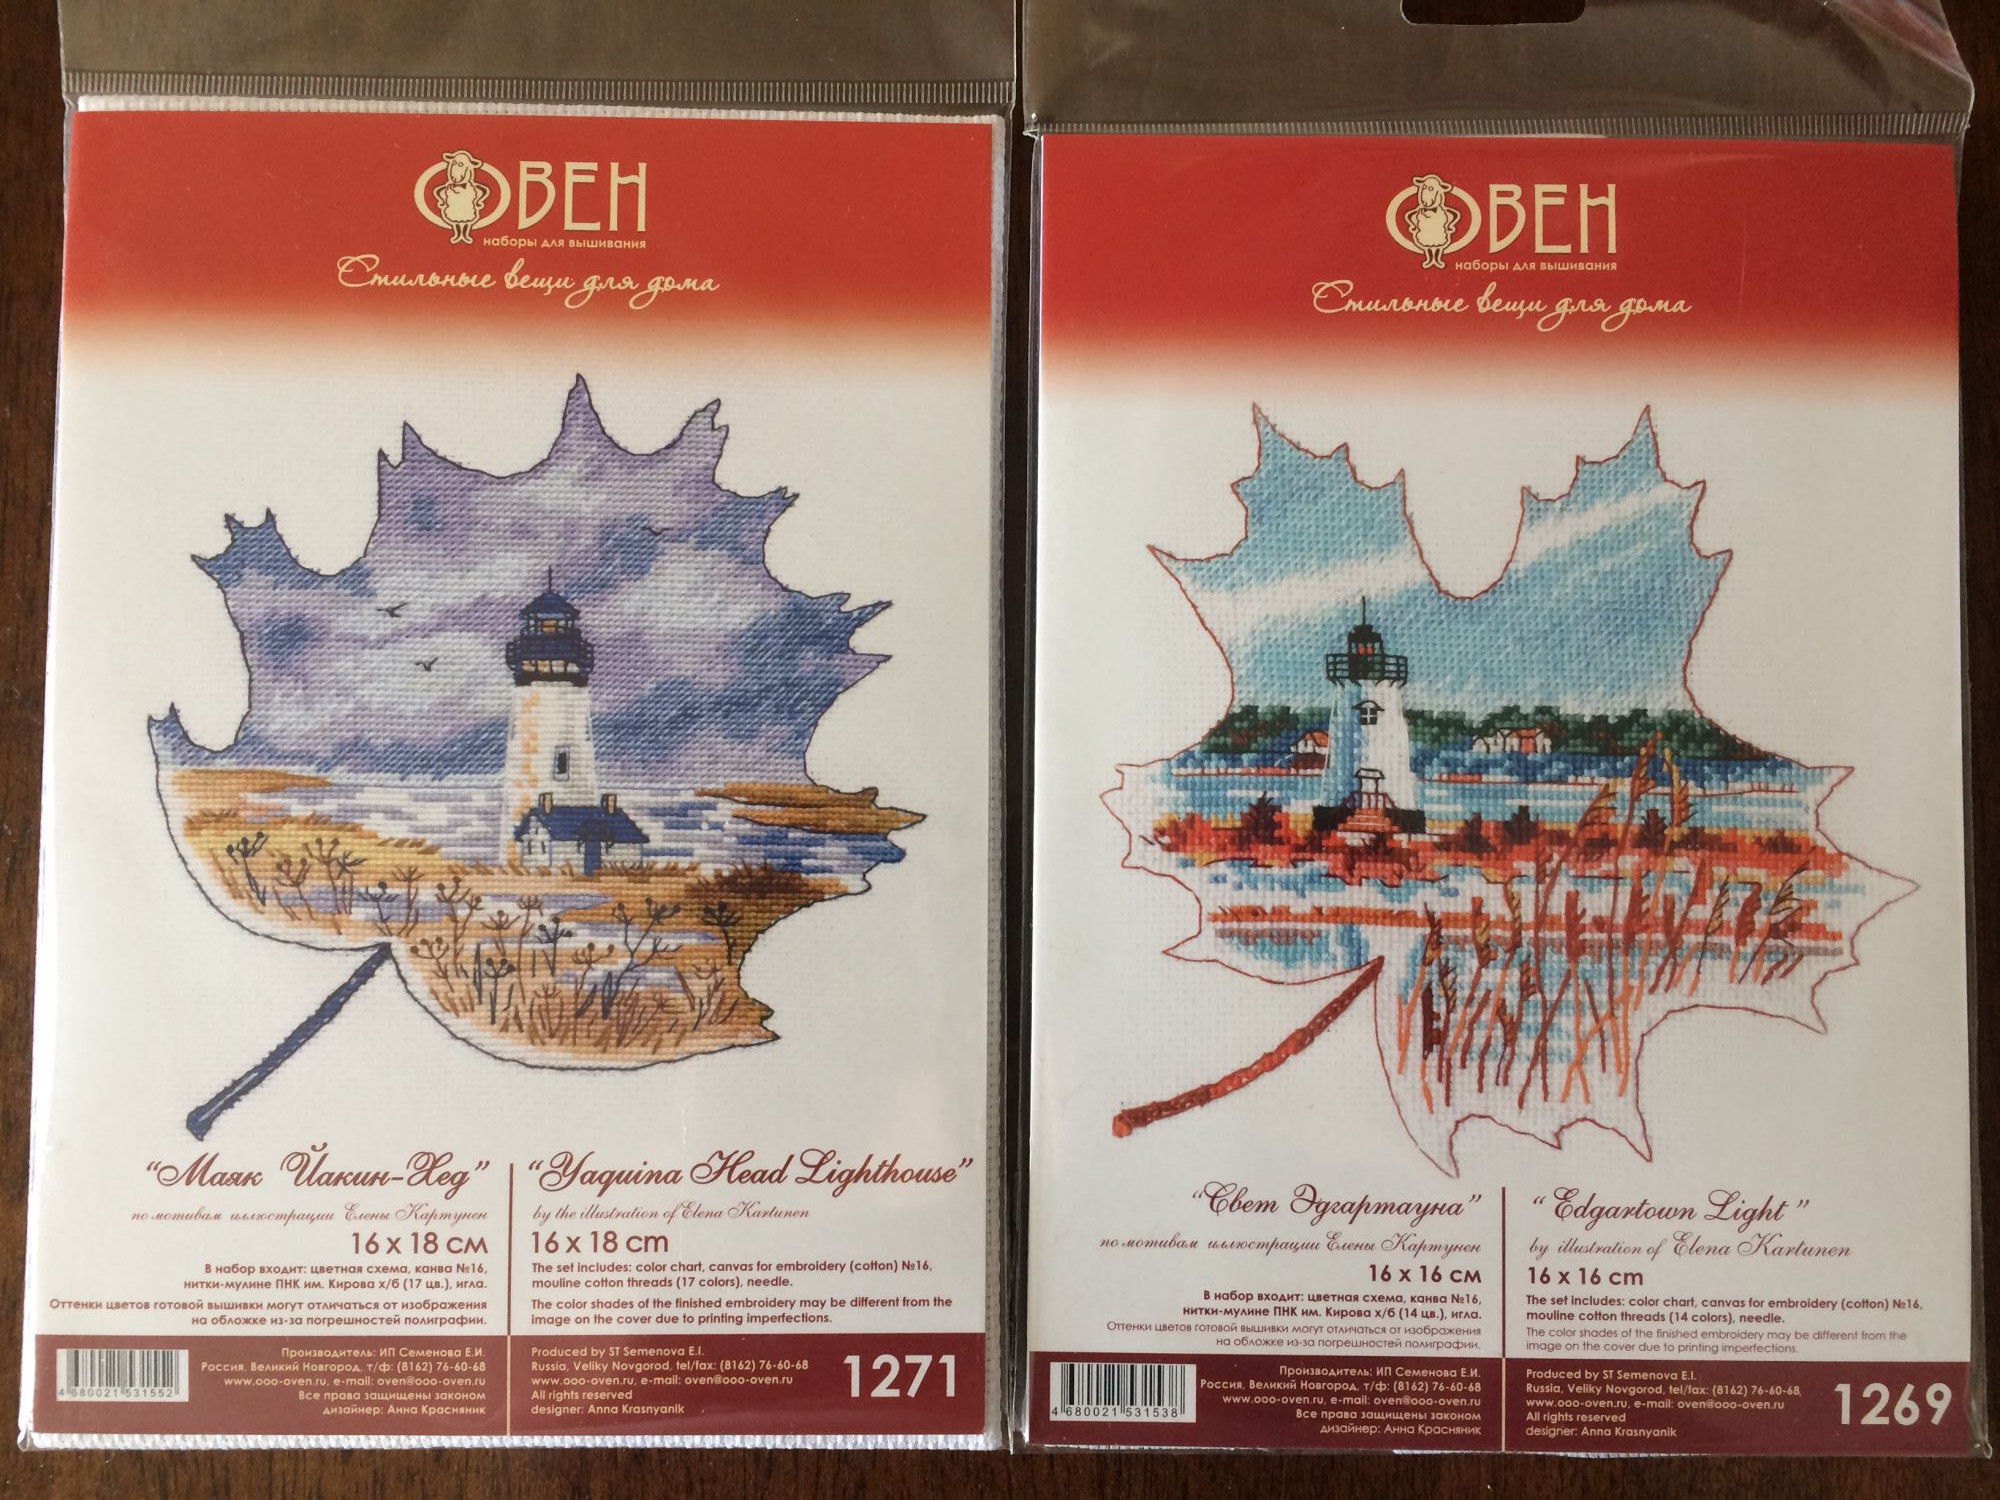 ОВЕН
наборы для вышивания
Стильные вещи для дома
"Маяк Йакин-Хед"
по мотивам иллюстрации Елены Картунен
16 х 18 см
В набор входит: цветная схема, канва №16,
нитки-мулине ПНК им. Кирова х/б (17 цв.), игла.
Оттенки цветов готовой вышивки могут отличаться от изображения
на обложке из-за погрешностей полиграфии.
"Yaquina Head Lighthouse"
by the illustration of Elena Kartunen
16 x 18 cm
The set includes: color chart, canvas for embroidery (cotton) №16,
mouline cotton threads (17 colors), needle.
The color shades of the finished embroidery may be different from the
image on the cover due to printing imperfections.
4 680021 531552
Производитель: ИП Семенова Е.И.
Россия, Великий Новгород, т/ф: (8162) 76-60-68
www.ooo-oven.ru, e-mail: oven@ooo-oven.ru
Все права защищены законом
дизайнер: Анна Красняник
Produced by ST Semenova E.I.
Russia, Veliky Novgorod, tel/fax: (8162) 76-60-68
www.ooo-oven.ru, e-mail: oven@ooo-oven.ru
All rights reserved
designer: Anna Krasnyanik
1271
ОВЕН
наборы для вышивания
Стильные вещи для дома
"Свет Эдгартауна"
по мотивам иллюстрации Елены Картунен
16 х 16 см
В набор входит: цветная схема, канва №16,
нитки-мулине ПНК им. Кирова х/б (14 цв.), игла.
Оттенки цветов готовой вышивки могут отличаться от изображения
на обложке из-за погрешностей полиграфии.
"Edgartown Light"
by illustration of Elena Kartunen
16 x 16 cm
The set includes: color chart, canvas for embroidery (cotton) №16,
mouline cotton threads (14 colors), needle.
The color shades of the finished embroidery may be different from the
image on the cover due to printing imperfections.
4 680021 531538
Производитель: ИП Семенова Е.И.
Россия, Великий Новгород, т/ф: (8162) 76-60-68
www.ooo-oven.ru, e-mail: oven@ooo-oven.ru
Все права защищены законом
дизайнер: Анна Красняник
Produced by ST Semenova E.I.
Russia, Veliky Novgorod, tel/fax: (8162) 76-60-68,
www.ooo-oven.ru, e-mail: oven@ooo-oven.ru
All rights reserved
designer: Anna Krasnyanik
1269